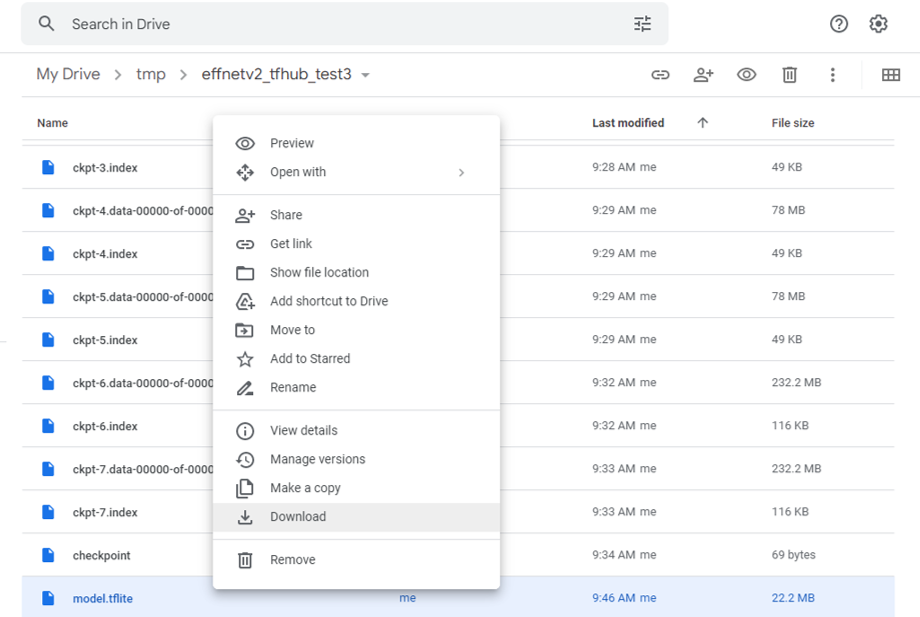 Search in Drive
My Drive > tmp > effnetv2_tfhub_test3
Name Last modified File size
ckpt-3.index 9:28 AM me 49 KB
ckpt-4.data-00000-of-0000 9:29 AM me 78 MB
ckpt-4.index 9:29 AM me 49 KB
ckpt-5.data-00000-of-0000 9:29 AM me 78 MB
ckpt-5.index 9:29 AM me 49 KB
ckpt-6.data-00000-of-0000 9:32 AM me 232.2 MB
ckpt-6.index 9:32 AM me 116 KB
ckpt-7.data-00000-of-0000 9:33 AM me 232.2 MB
ckpt-7.index 9:33 AM me 116 KB
checkpoint 9:34 AM me 69 bytes
model.tflite me 9:46 AM me 22.2 MB
Preview
Open with
Share
Get link
Show file location
Add shortcut to Drive
Move to
Add to Starred
Rename
View details
Manage versions
Make a copy
Download
Remove